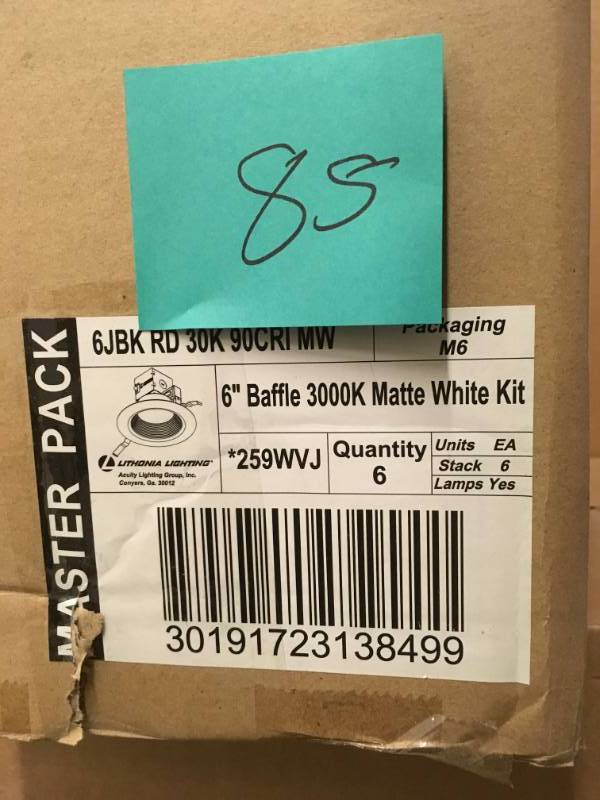 85
MASTER PACK
6JBK RD 30K 90CRI MW
Packaging
M6
6" Baffle 3000K Matte White Kit
LITHONIA LIGHTING®
Acuity Lighting Group, Inc.
Conyers, Ga. 30012
*259WVJ
Quantity
6
Units EA
Stack 6
Lamps Yes
30191723138499